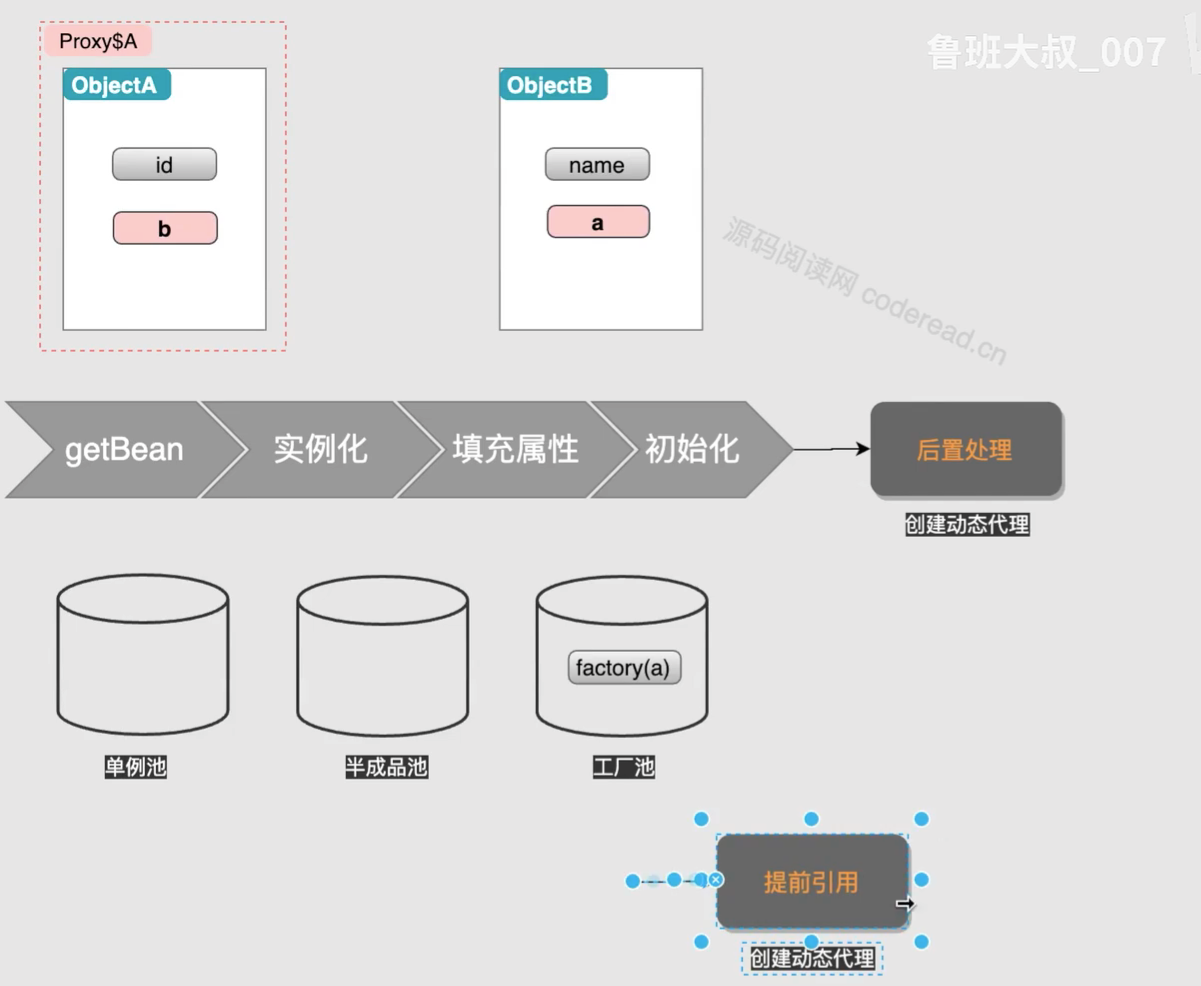 鲁班大叔_007
Proxy$A
ObjectA
id
b
ObjectB
name
a
源码阅读网 coderead.cn
getBean
实例化
填充属性
初始化
后置处理
创建动态代理
factory(a)
单例池
半成品池
工厂池
提前引用
创建动态代理